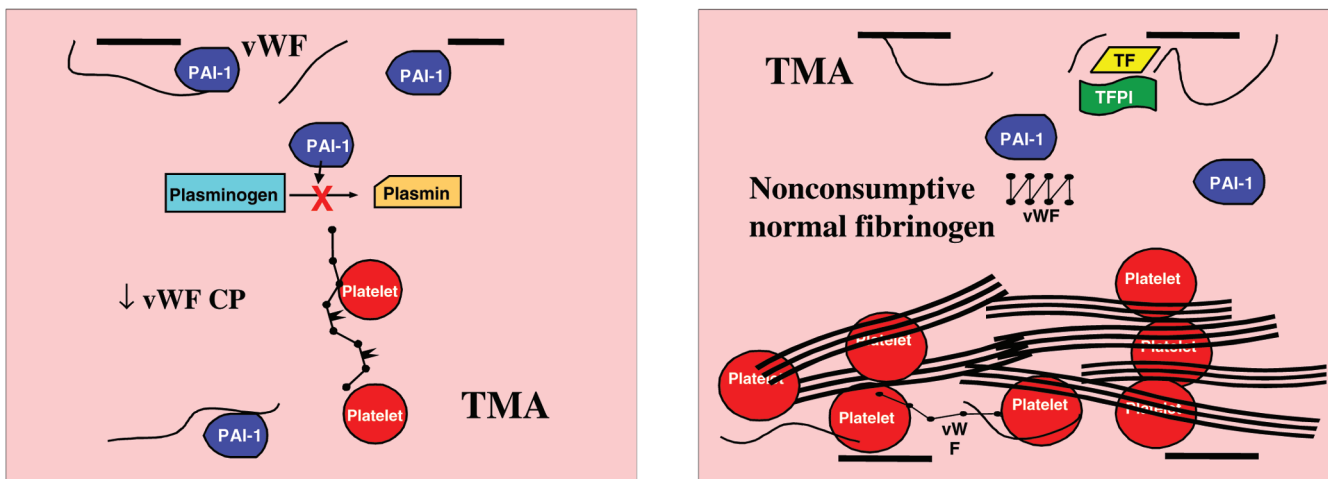 vWF
PAI-1
PAI-1
PAI-1
Plasminogen
X
Plasmin
↓ vWF CP
Platelet
Platelet
TMA
PAI-1
TMA
TF
TFPI
PAI-1
PAI-1
Nonconsumptive
normal fibrinogen
vWF
Platelet
Platelet
Platelet
Platelet
Platelet
Platelet
Platelet
vW
F